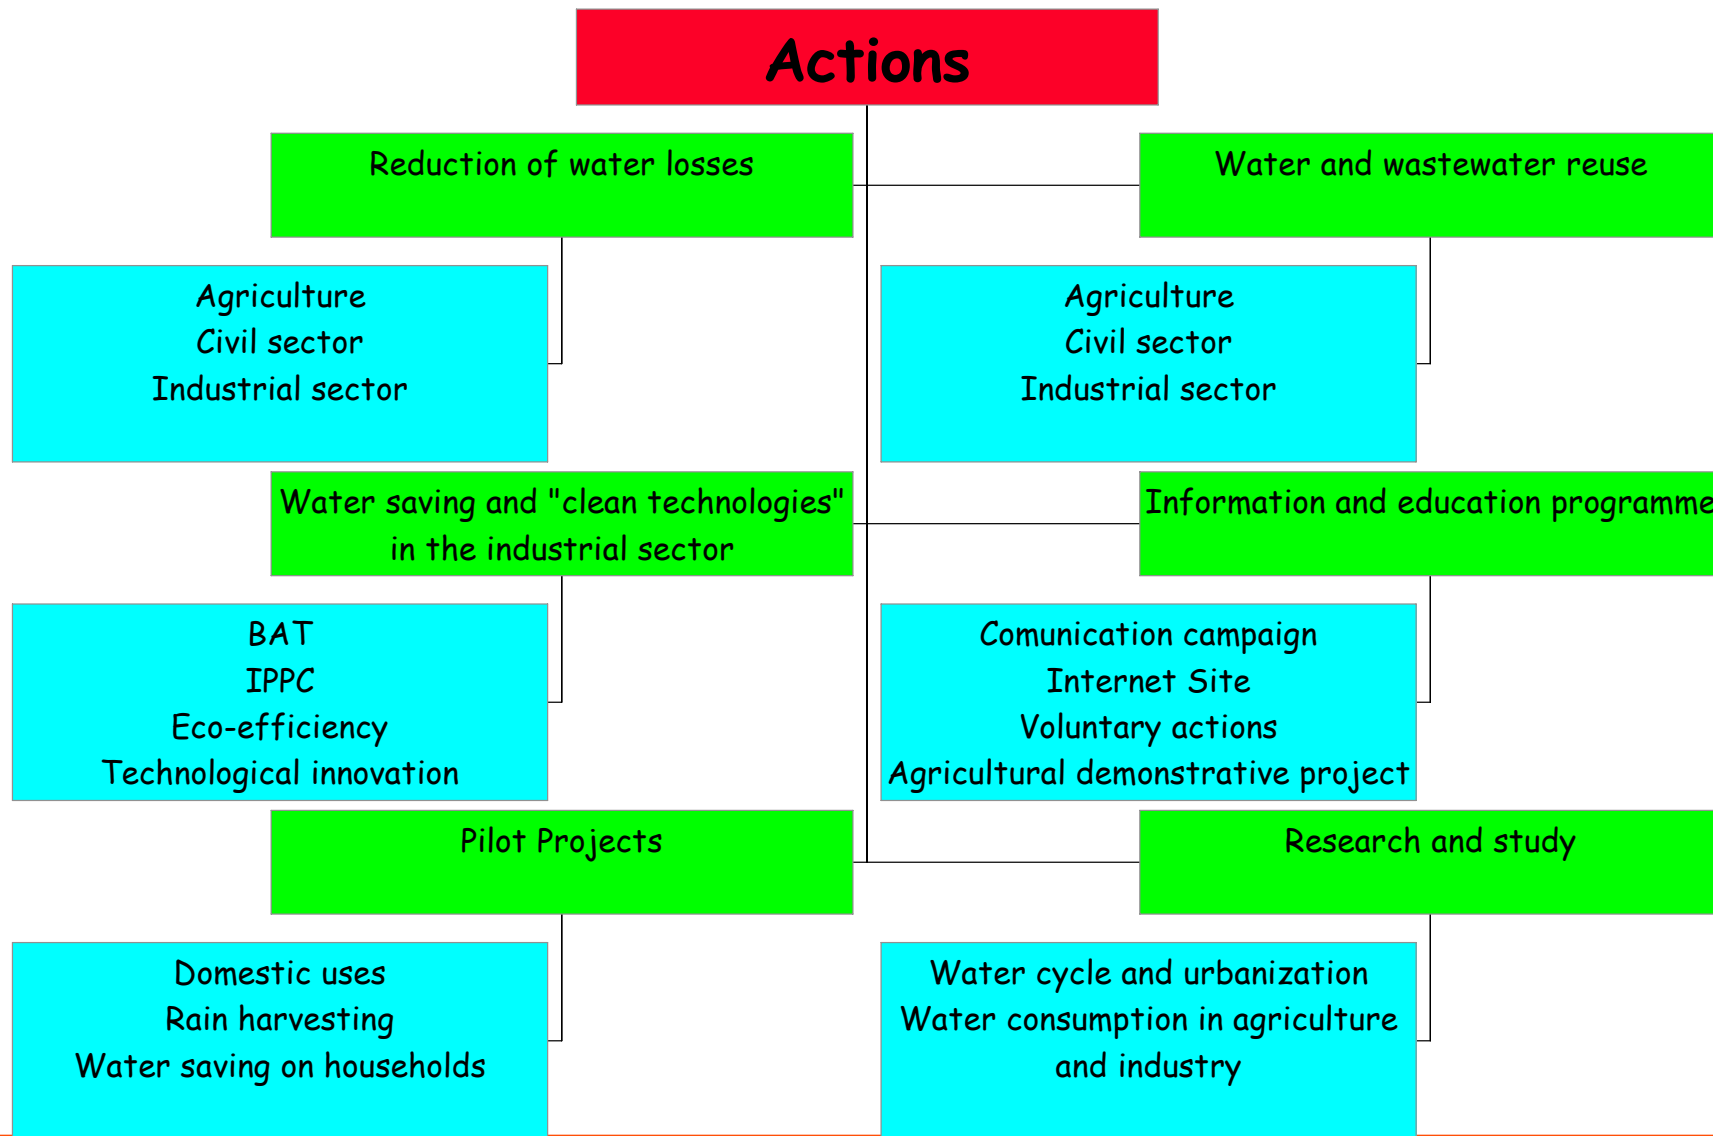 Actions
Reduction of water losses
Water and wastewater reuse
Agriculture
Civil sector
Industrial sector
Agriculture
Civil sector
Industrial sector
Water saving and "clean technologies"
in the industrial sector
Information and education programme
BAT
IPPC
Eco-efficiency
Technological innovation
Comunication campaign
Internet Site
Voluntary actions
Agricultural demonstrative project
Pilot Projects
Research and study
Domestic uses
Rain harvesting
Water saving on households
Water cycle and urbanization
Water consumption in agriculture
and industry